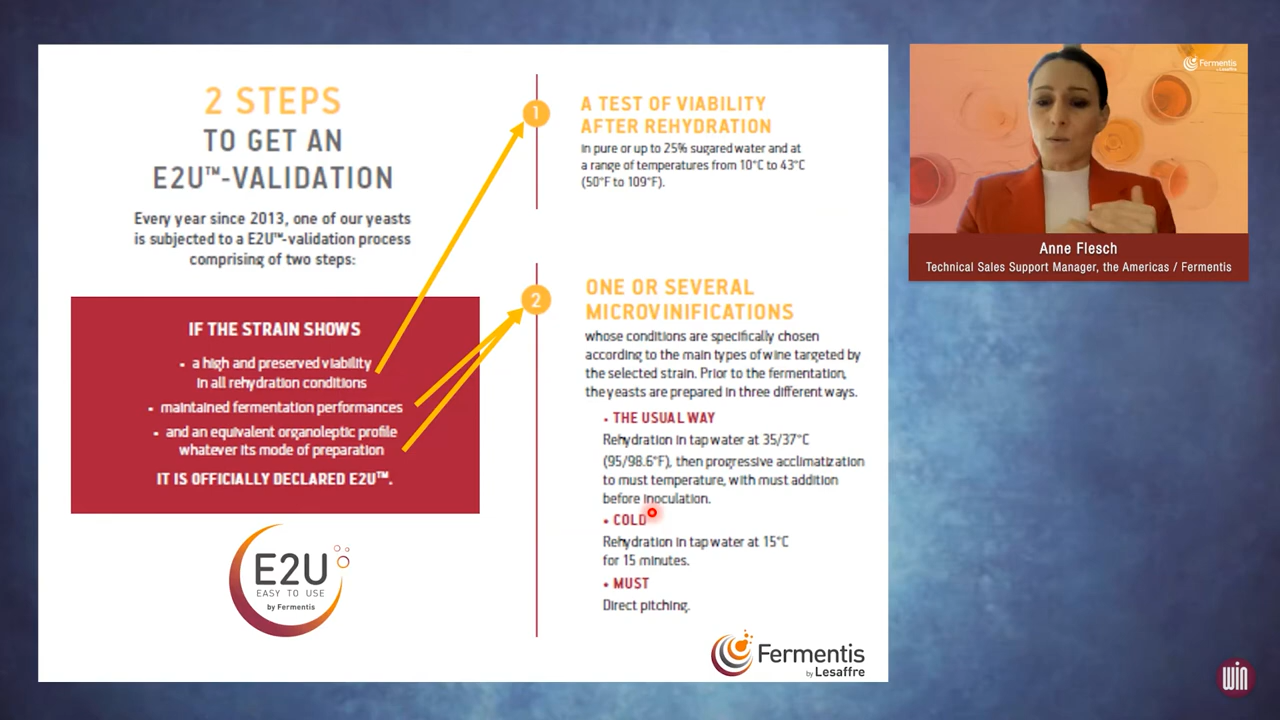 2 STEPS
TO GET AN
E2U™-VALIDATION
Every year since 2013, one of our yeasts
is subjected to a E2U™-validation process
comprising of two steps:
IF THE STRAIN SHOWS
• a high and preserved viability
in all rehydration conditions
• maintained fermentation performances
• and an equivalent organoleptic profile
whatever its mode of preparation
IT IS OFFICIALLY DECLARED E2U™.
E2U
EASY TO USE
by Fermentis
1
A TEST OF VIABILITY
AFTER REHYDRATION
in pure or up to 25% sugared water and at
a range of temperatures from 10°C to 43°C
(50°F to 109°F).
2
ONE OR SEVERAL
MICROVINIFICATIONS
whose conditions are specifically chosen
according to the main types of wine targeted by
the selected strain. Prior to the fermentation,
the yeasts are prepared in three different ways.
• THE USUAL WAY
Rehydration in tap water at 35/37°C
(95/98.6°F), then progressive acclimatization
to must temperature, with must addition
before inoculation.
• COLD
Rehydration in tap water at 15°C
for 15 minutes.
• MUST
Direct pitching.
Fermentis
by Lesaffre
Fermentis
by Lesaffre
Anne Flesch
Technical Sales Support Manager, the Americas / Fermentis
win